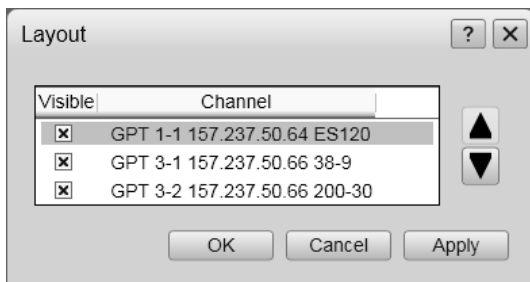 Layout ?
Visible Channel
GPT 1-1 157.237.50.64 ES120
GPT 3-1 157.237.50.66 38-9
GPT 3-2 157.237.50.66 200-30
OK Cancel Apply